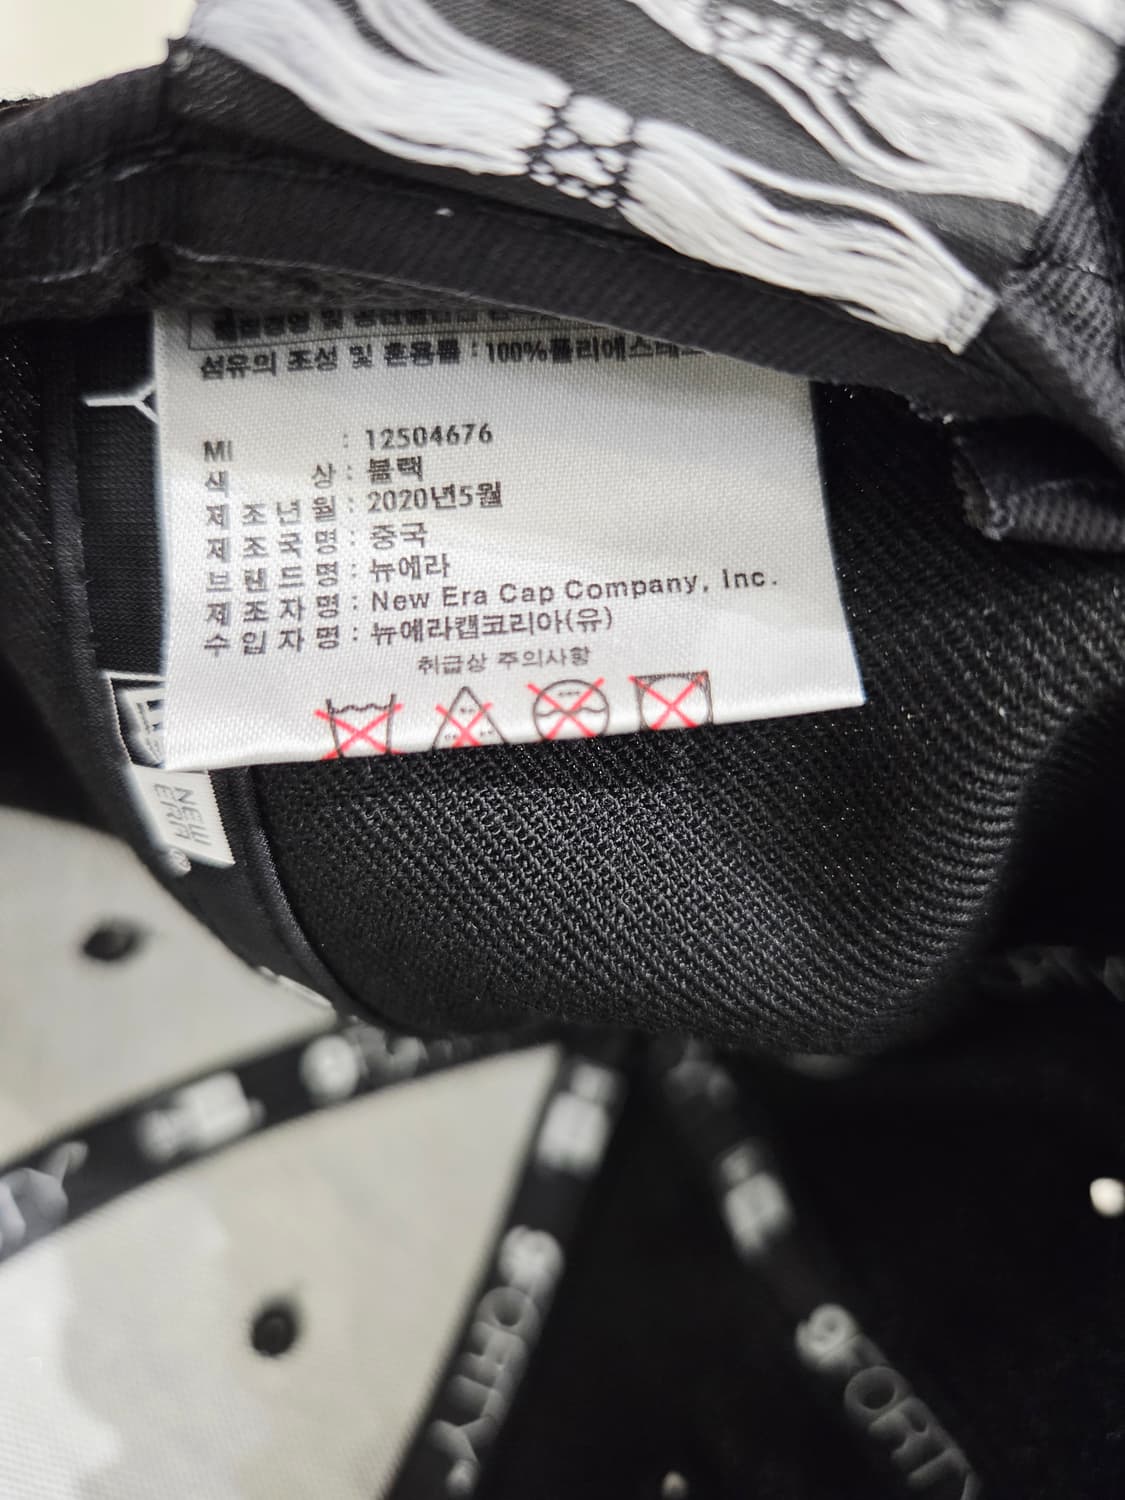 섬유의 조성 및 혼용률 : 100%폴리에스테르
MI : 12504676
색 상 : 블랙
제 조 년 월 : 2020년5월
제 조 국 명 : 중국
브 랜 드 명 : 뉴에라
제 조 자 명 : New Era Cap Company, Inc.
수 입 자 명 : 뉴에라캡코리아(유)
취급상 주의사항
NEW
ERA
9FORTY
9FORTY